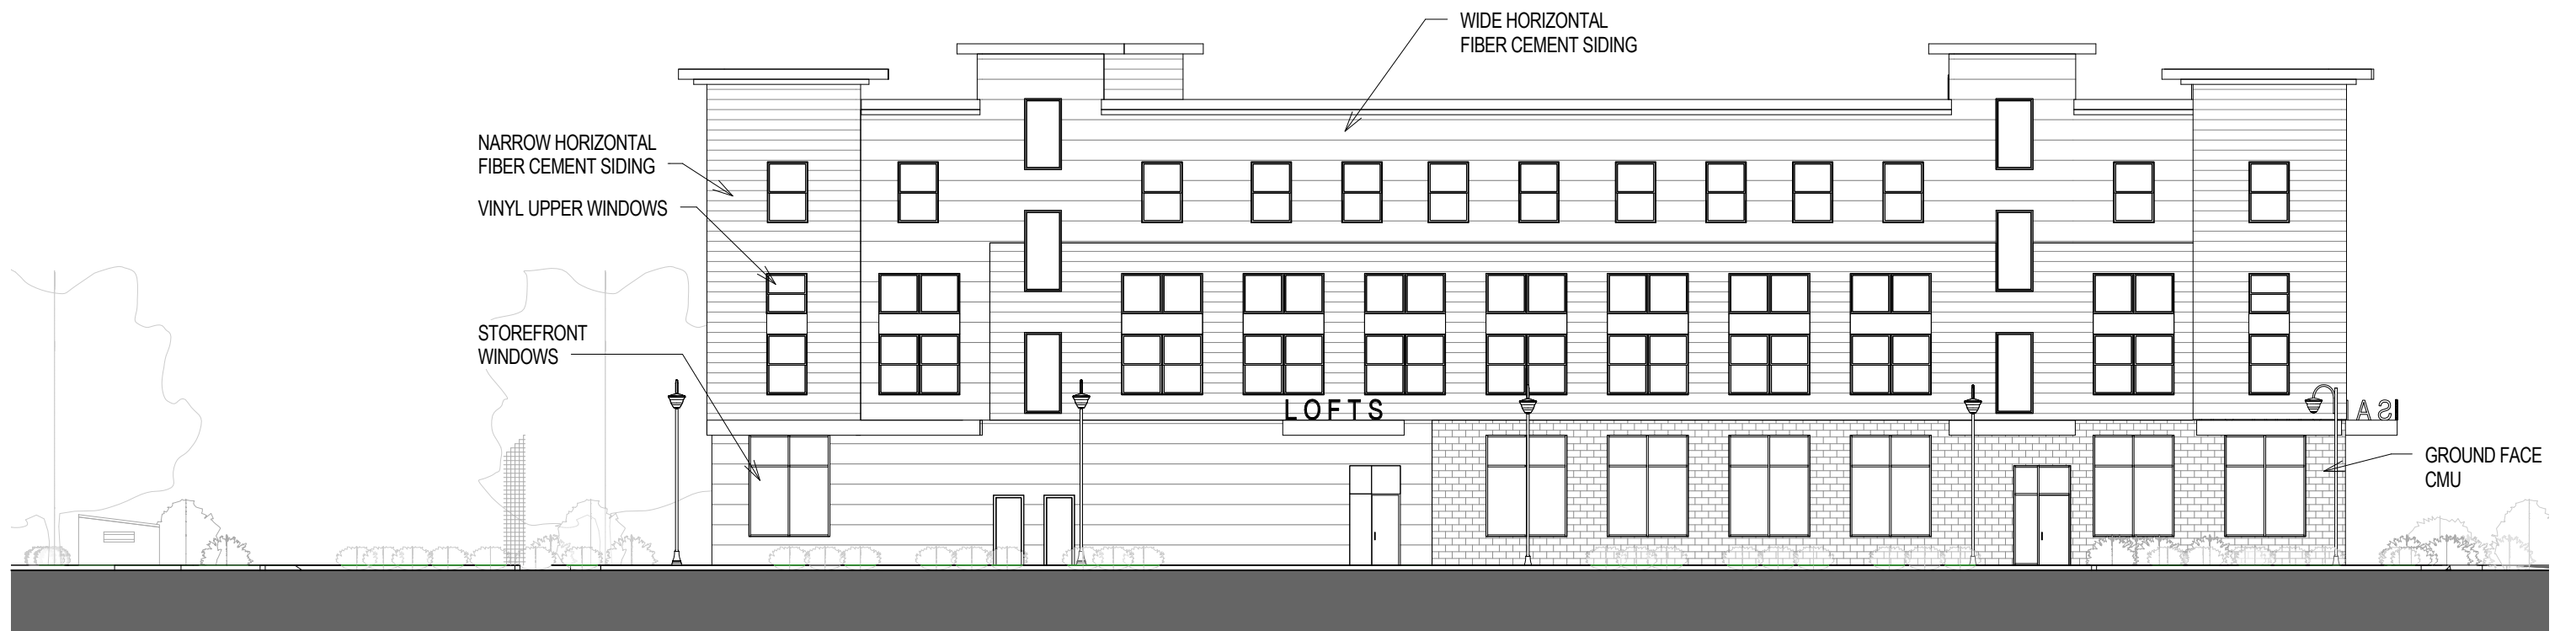 WIDE HORIZONTAL
FIBER CEMENT SIDING
NARROW HORIZONTAL
FIBER CEMENT SIDING
VINYL UPPER WINDOWS
STOREFRONT
WINDOWS
LOFTS
GROUND FACE
CMU